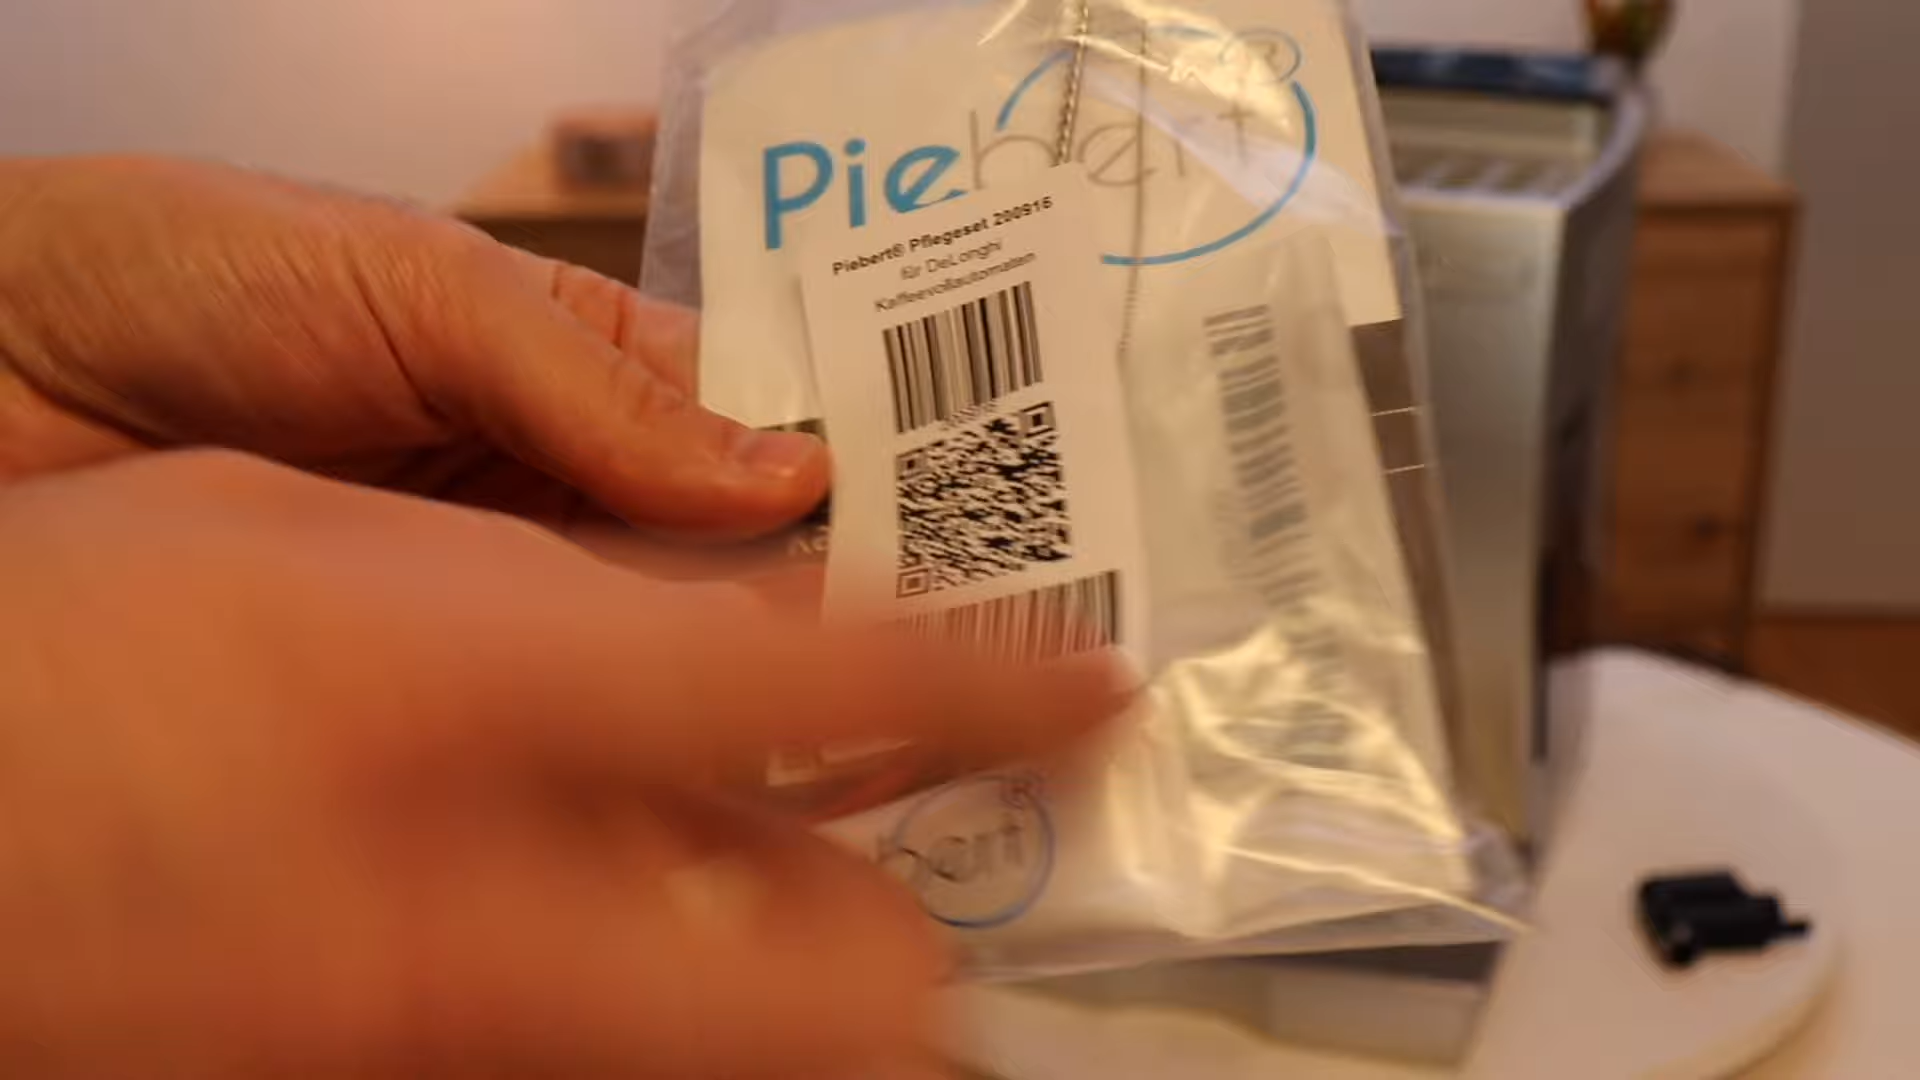 Piebert®
Piebert® Pflegeset 200916
für DeLonghi
Kaffeevollautomaten
bert®